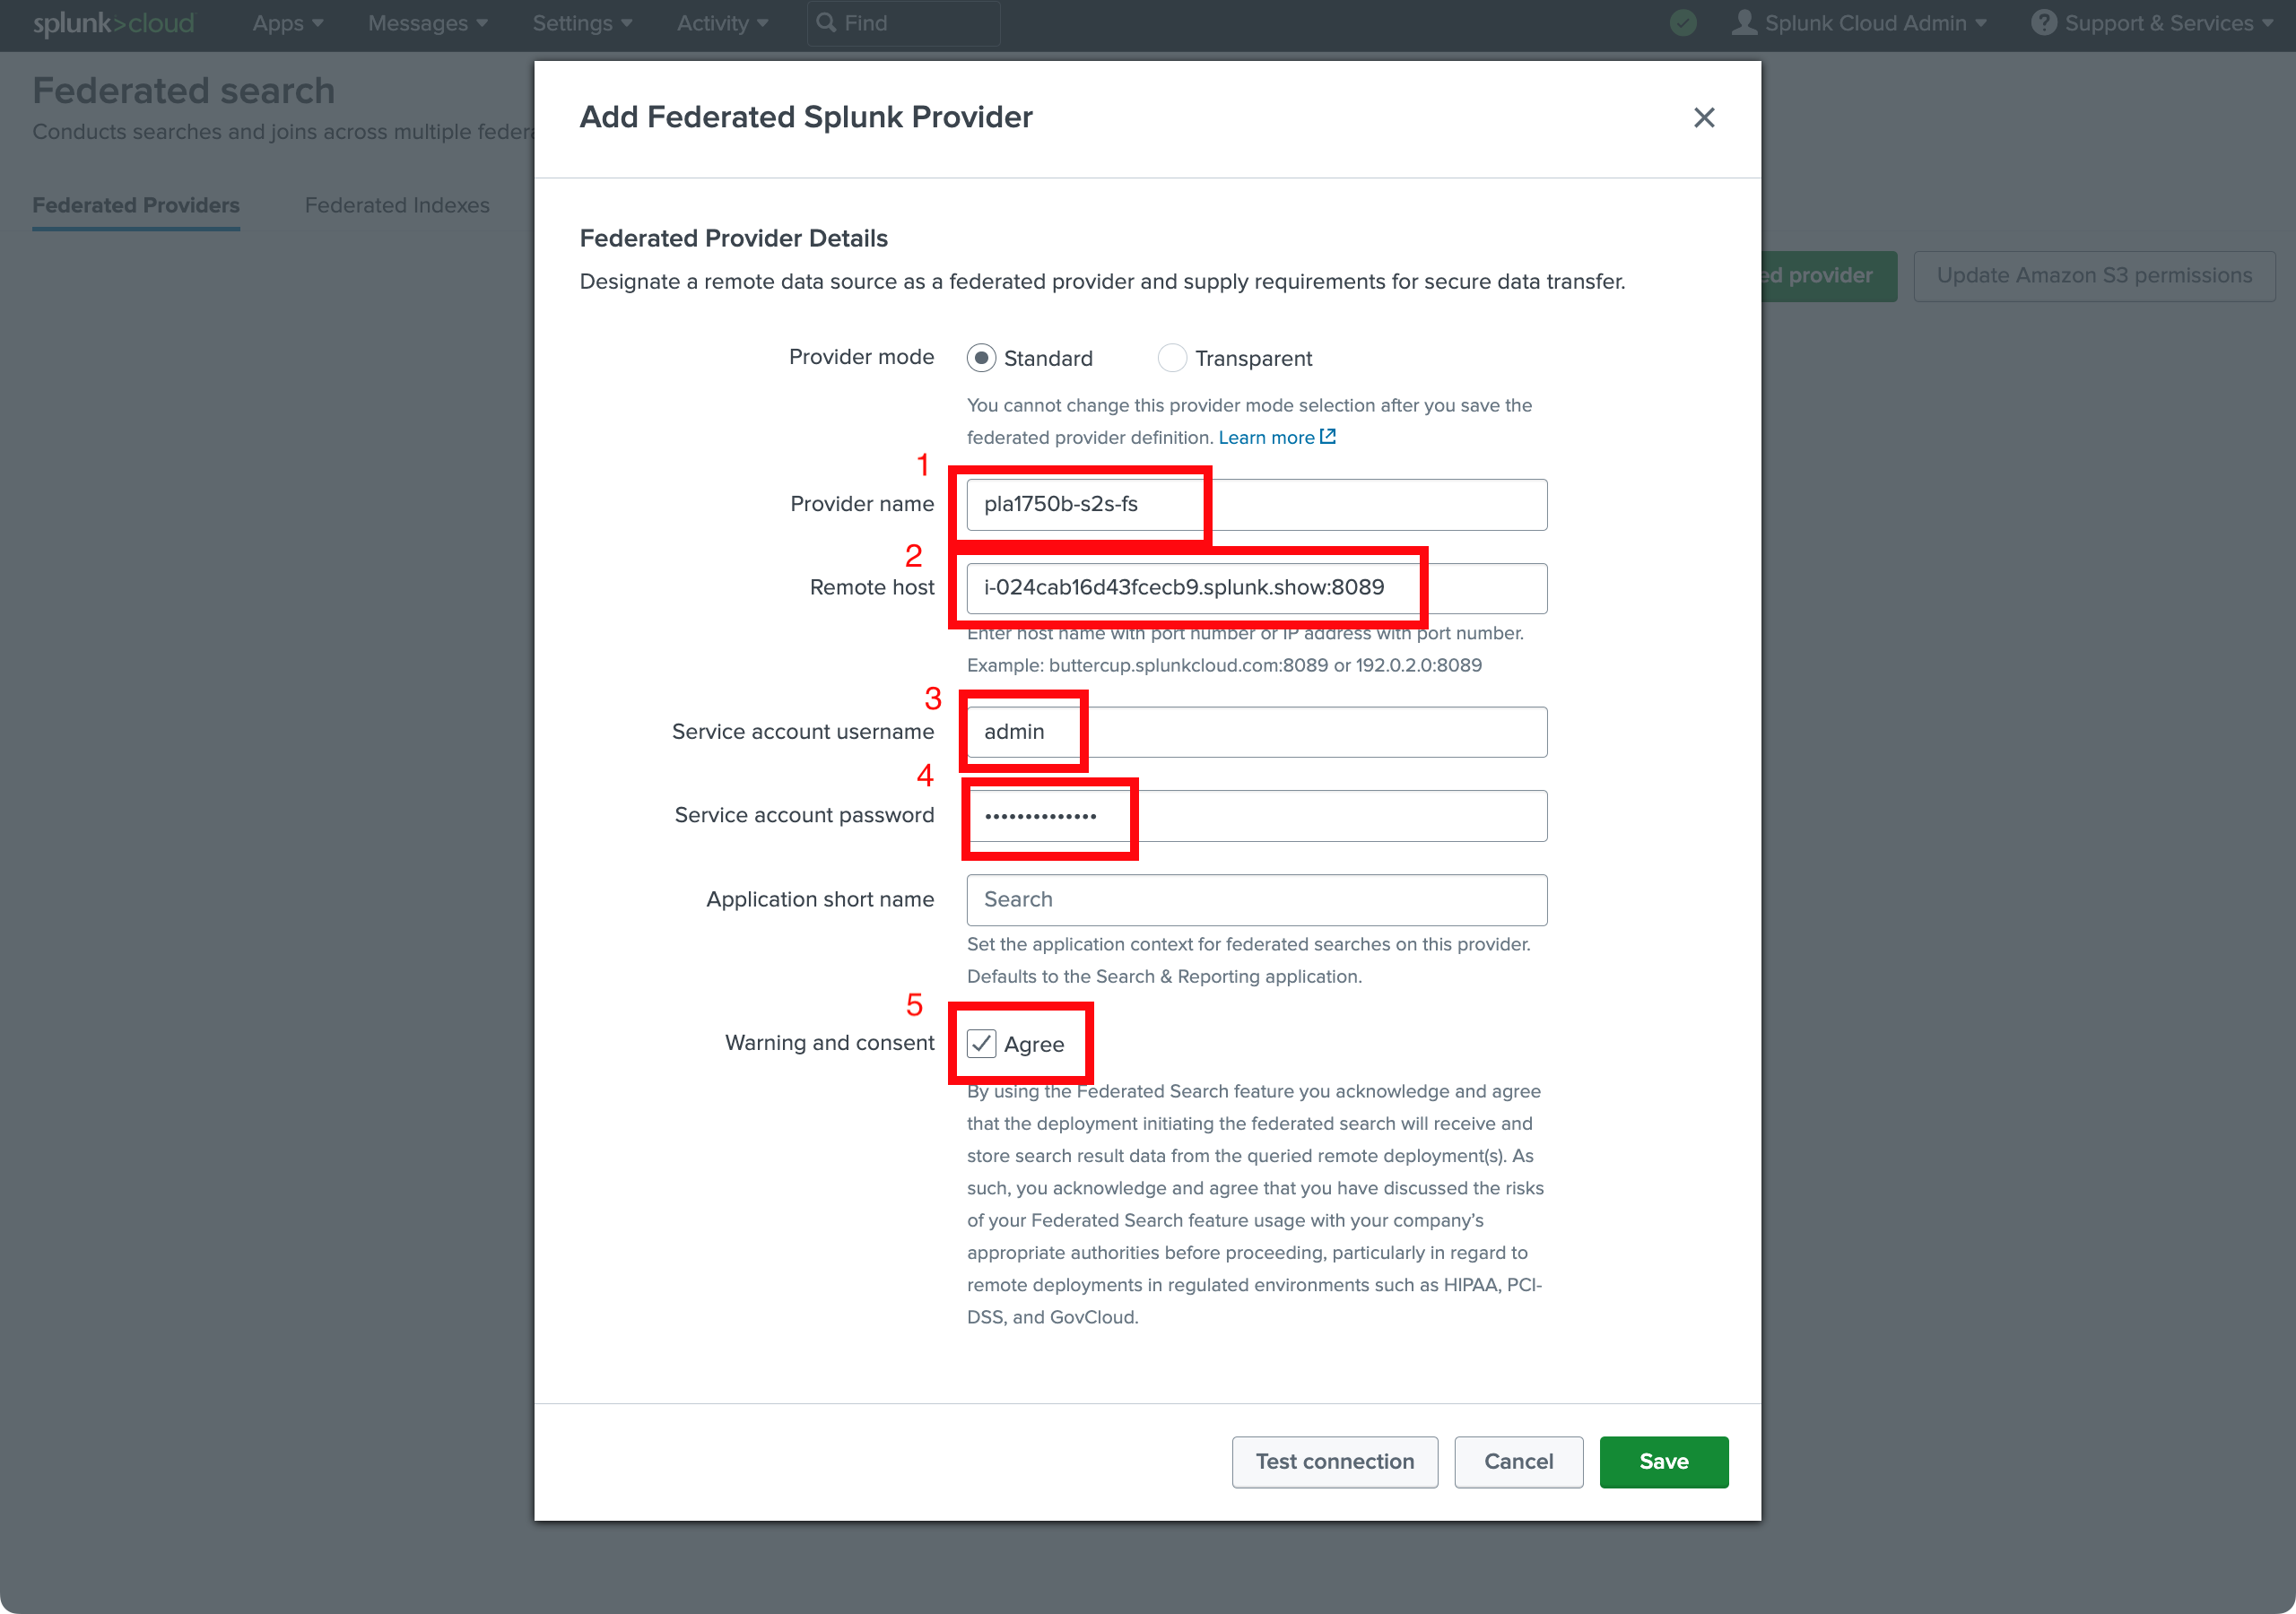 splunk>cloud Apps Messages Settings Activity Find Splunk Cloud Admin Support & Services
Federated search
Conducts searches and joins across multiple federa
Federated Providers Federated Indexes
ed provider Update Amazon S3 permissions
Add Federated Splunk Provider
Federated Provider Details
Designate a remote data source as a federated provider and supply requirements for secure data transfer.
Provider mode Standard Transparent
You cannot change this provider mode selection after you save the
federated provider definition. Learn more
1
Provider name pla1750b-s2s-fs
2
Remote host i-024cab16d43fcecb9.splunk.show:8089
Enter host name with port number or IP address with port number.
Example: buttercup.splunkcloud.com:8089 or 192.0.2.0:8089
3
Service account username admin
4
Service account password ••••••••••••••
Application short name Search
Set the application context for federated searches on this provider.
Defaults to the Search & Reporting application.
5
Warning and consent Agree
By using the Federated Search feature you acknowledge and agree
that the deployment initiating the federated search will receive and
store search result data from the queried remote deployment(s). As
such, you acknowledge and agree that you have discussed the risks
of your Federated Search feature usage with your company’s
appropriate authorities before proceeding, particularly in regard to
remote deployments in regulated environments such as HIPAA, PCI-
DSS, and GovCloud.
Test connection Cancel Save